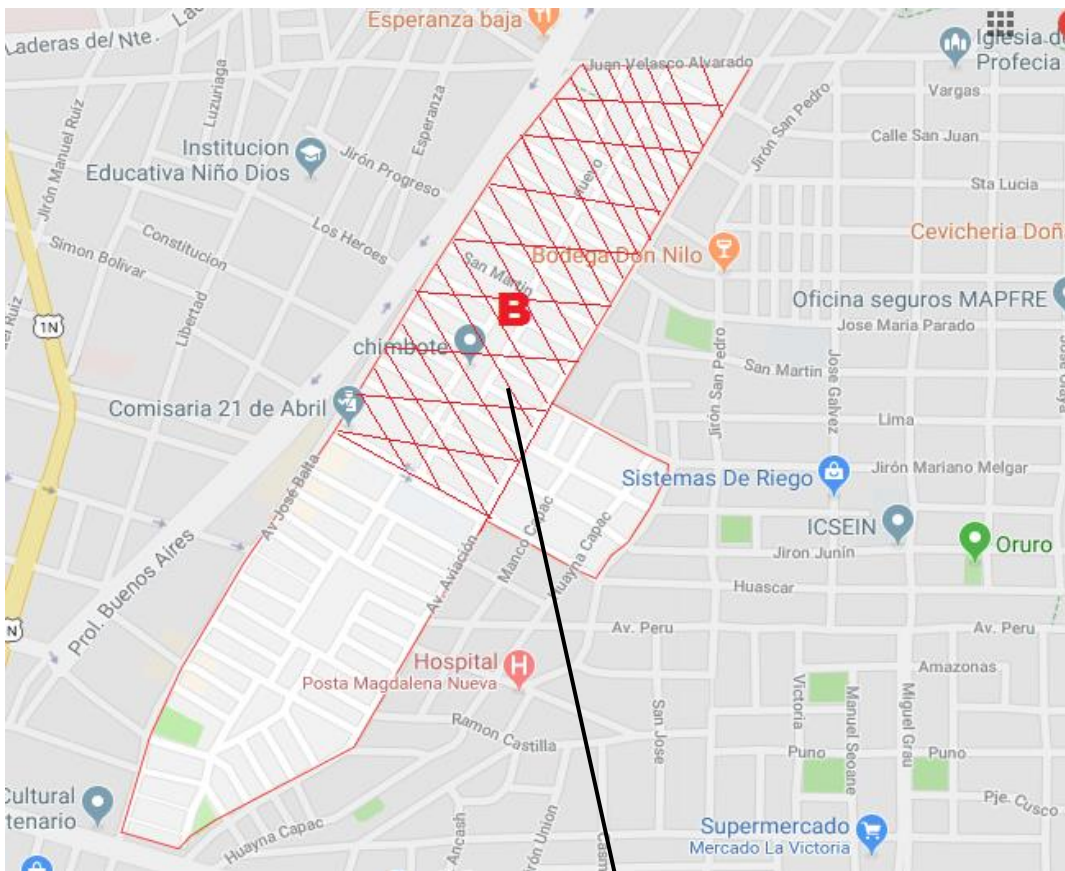 Esperanza baja
Laderas del Nte.
Juan Velasco Alvarado
Iglesia de
Profecia
Vargas
Luzuriaga
Esperanza
Jirón San Pedro
Calle San Juan
Institucion
Educativa Niño Dios
Jirón Manuel Ruiz
Jirón Progreso
Sta Lucia
Los Heroes
Constitucion
Simon Bolivar
Cevicheria Doñ
Bodega Don Nilo
San Martin
B
1N
Libertad
Oficina seguros MAPFRE
Jose Maria Parado
chimbote
San Martin
Jirón San Pedro
Jose Galvez
Jose Olaya
Comisaria 21 de Abril
Lima
Jirón Mariano Melgar
Sistemas De Riego
Av José Balta
ICSEIN
Manco Capac
Huayna Capac
Oruro
Jiron Junín
Av. Aviación
Huascar
Prol. Buenos Aires
N
Av. Peru
Av. Peru
Hospital
Posta Magdalena Nueva
Amazonas
Victoria
Manuel Seoane
Miguel Grau
San Jose
Ramon Castilla
Puno
Puno
Cultural
tenario
Pje. Cusco
Huayna Capac
Ancash
Jirón Union
Casm
Supermercado
Mercado La Victoria